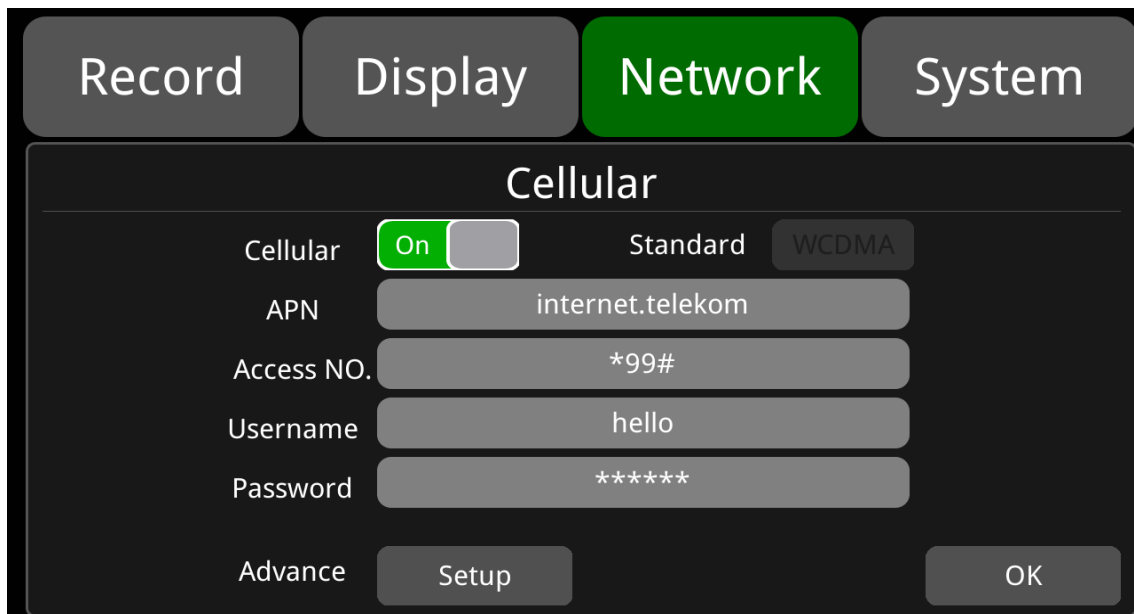 Record Display Network System
Cellular
Cellular On Standard WCDMA
APN internet.telekom
Access NO. *99#
Username hello
Password ******
Advance Setup OK